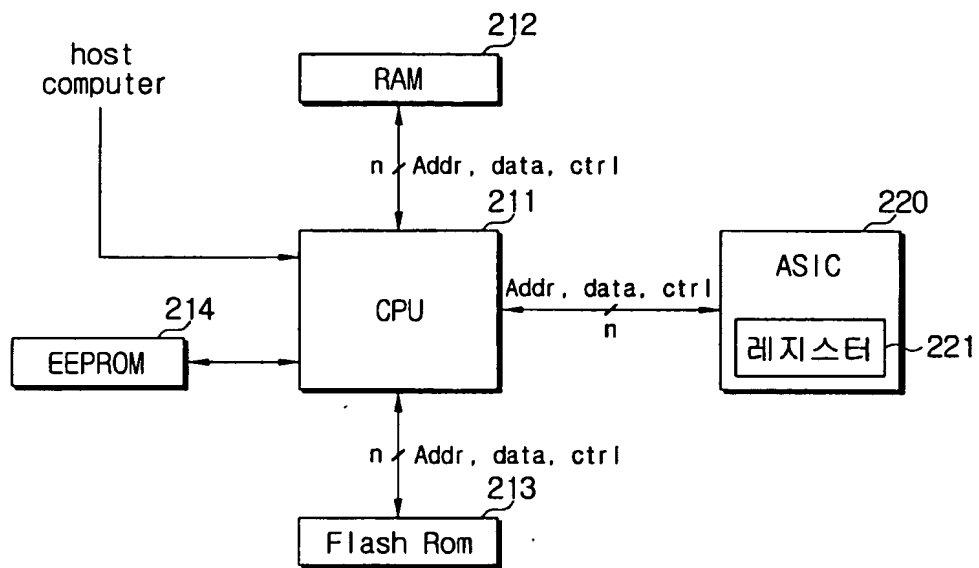 212
host
computer
RAM
n Addr, data, ctrl
211
220
CPU
ASIC
Addr, data, ctrl
n
214
EEPROM
레지스터
221
n Addr, data, ctrl
213
Flash Rom